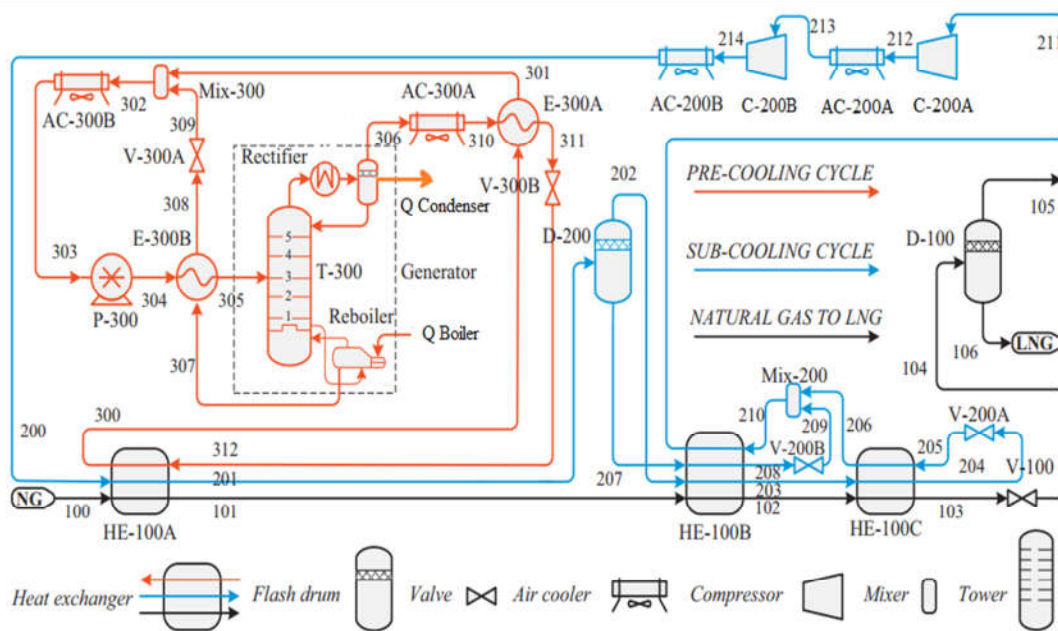 214
213
212
211
AC-200B
C-200B
AC-200A
C-200A
302
Mix-300
AC-300B
309
V-300A
308
301
AC-300A
E-300A
306
310
311
V-300B
Rectifier
Q Condenser
303
E-300B
P-300
304
305
T-300
5
4
3
2
1
Generator
Reboiler
Q Boiler
307
202
D-200
PRE-COOLING CYCLE
SUB-COOLING CYCLE
NATURAL GAS TO LNG
105
D-100
106
LNG
104
200
300
312
201
NG
100
101
HE-100A
Mix-200
210
209
206
V-200A
V-200B
205
207
208
204
V-100
203
102
103
HE-100B
HE-100C
Heat exchanger
Flash drum
Valve
Air cooler
Compressor
Mixer
Tower